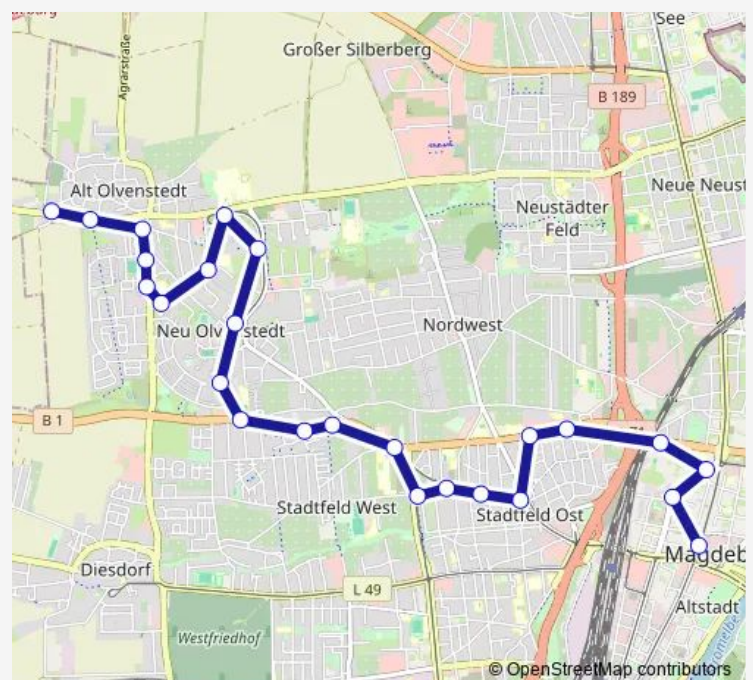 See
Großer Silberberg
Agrarstraße
B 189
Alt Olvenstedt
Neue Neust
Neustädter
Feld
Neu Olv stedt
Nordwest
B 1
71
Stadtfeld West
Stadtfeld Ost
Magdeb
Diesdorf
L 49
Altstadt
Westfriedhof
© OpenStreetMap contributors